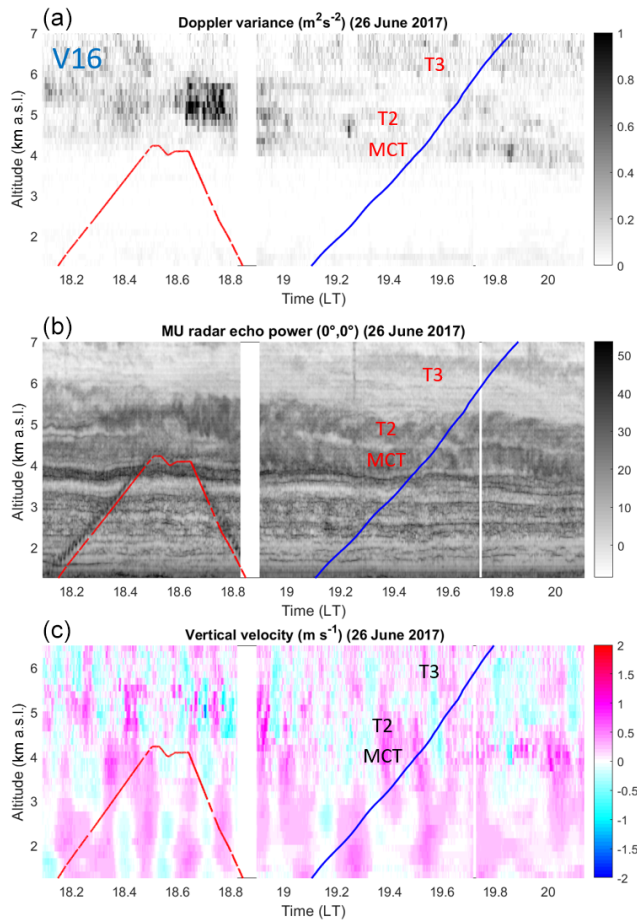 (a)
Doppler variance (m²s⁻²) (26 June 2017)
V16
T3
T2
MCT
Altitude (km a.s.l.)
7
6
5
4
3
2
18.2 18.4 18.6 18.8 19 19.2 19.4 19.6 19.8 20
Time (LT)
1
0.8
0.6
0.4
0.2
0
(b)
MU radar echo power (0°,0°) (26 June 2017)
T3
T2
MCT
Altitude (km a.s.l.)
7
6
5
4
3
2
18.2 18.4 18.6 18.8 19 19.2 19.4 19.6 19.8 20
Time (LT)
50
40
30
20
10
0
(c)
Vertical velocity (m s⁻¹) (26 June 2017)
T3
T2
MCT
Altitude (km a.s.l.)
6
5
4
3
2
18.2 18.4 18.6 18.8 19 19.2 19.4 19.6 19.8 20
Time (LT)
2
1.5
1
0.5
0
-0.5
-1
-1.5
-2